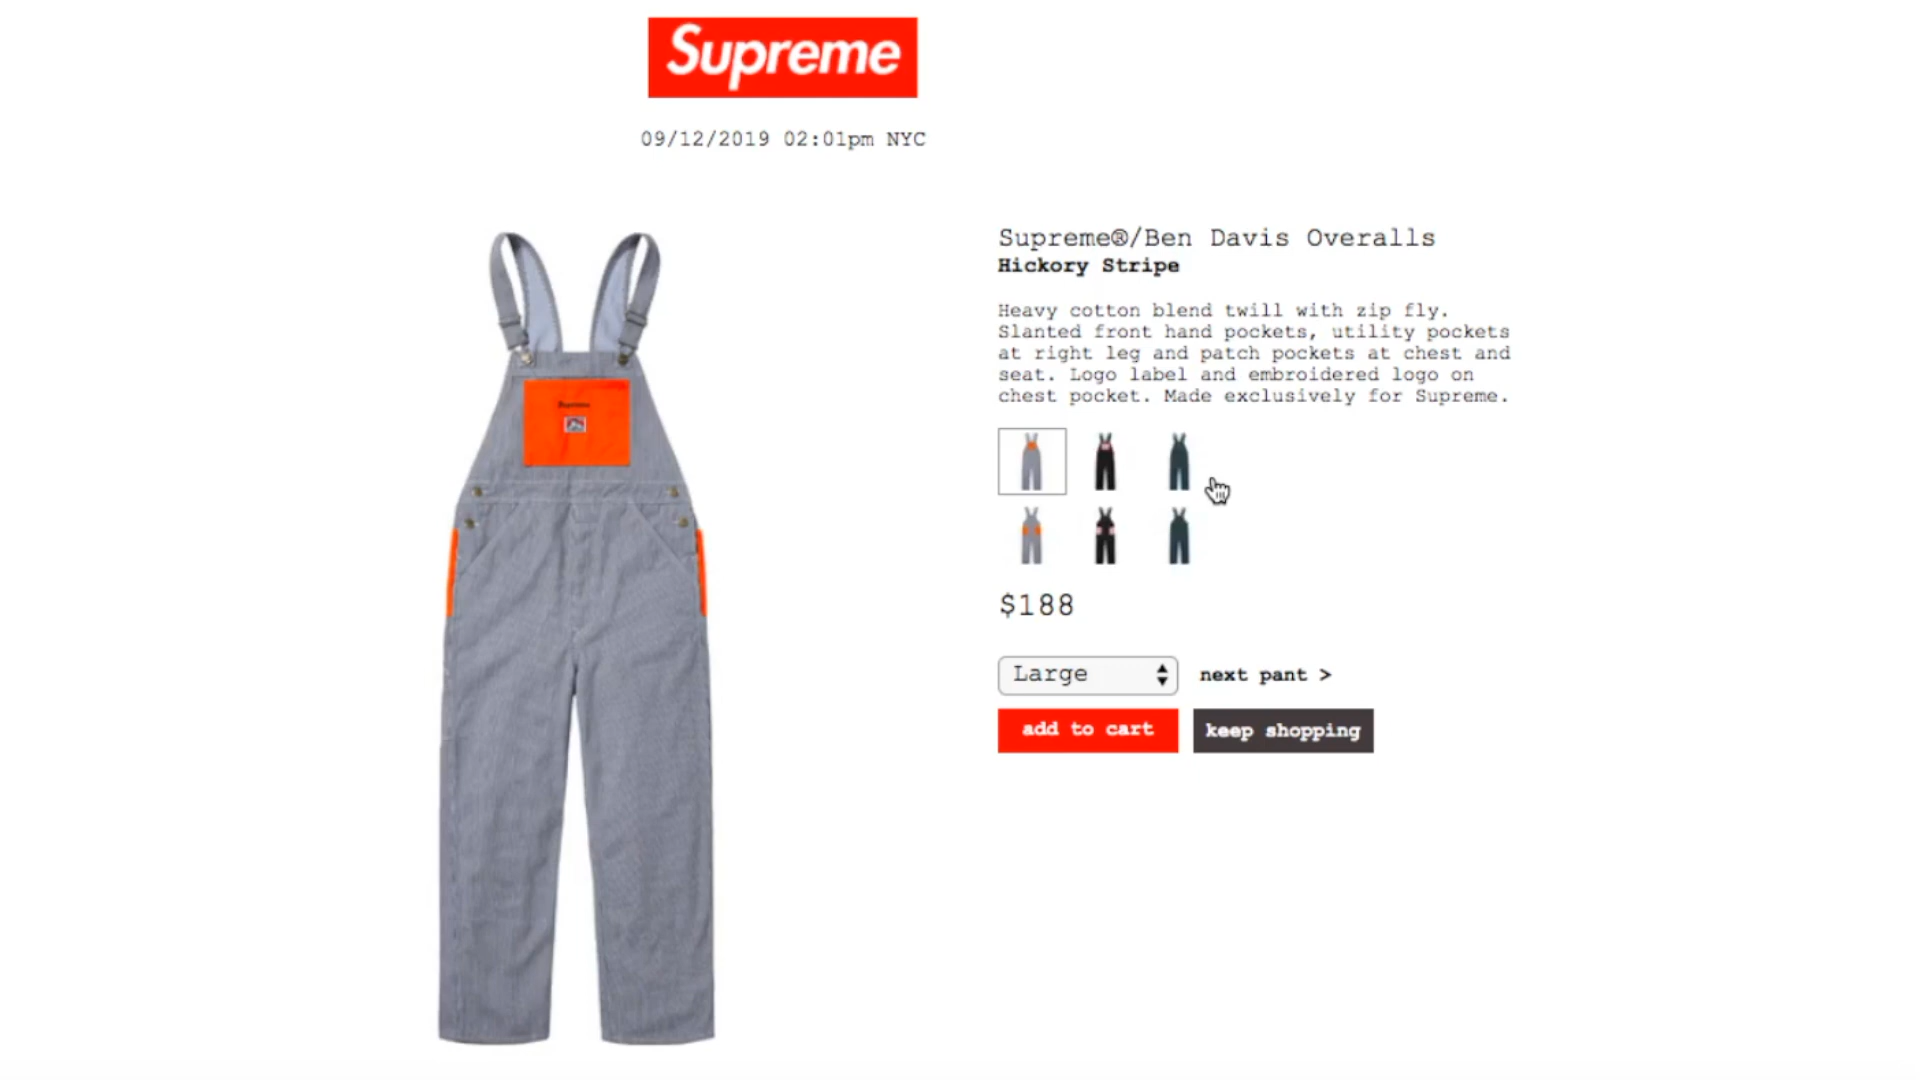 Supreme
09/12/2019 02:01pm NYC
Supreme®/Ben Davis Overalls
Hickory Stripe
Heavy cotton blend twill with zip fly.
Slanted front hand pockets, utility pockets
at right leg and patch pockets at chest and
seat. Logo label and embroidered logo on
chest pocket. Made exclusively for Supreme.
Supreme
$188
Large
next pant >
add to cart
keep shopping